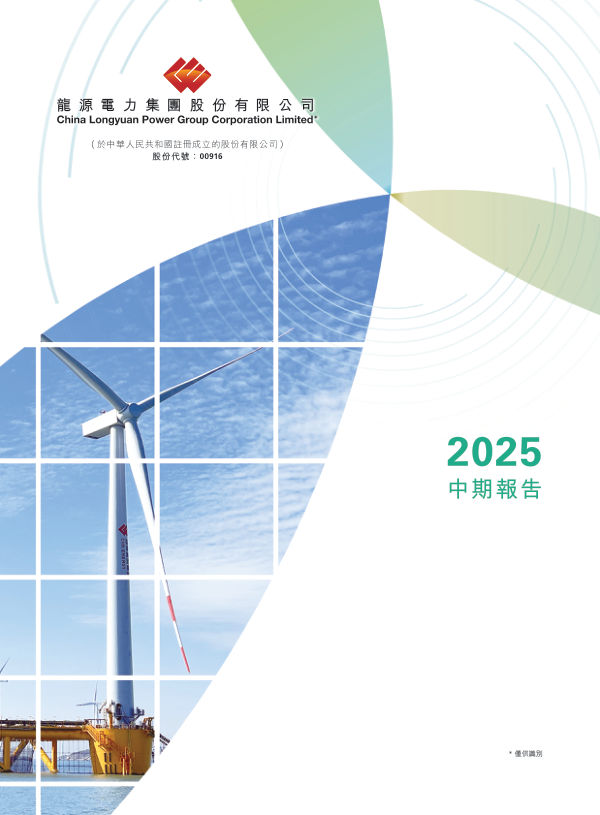 龍源電力集團股份有限公司
China Longyuan Power Group Corporation Limited*
（於中華人民共和國註冊成立的股份有限公司）
股份代號：00916
2025
中期報告
* 僅供識別